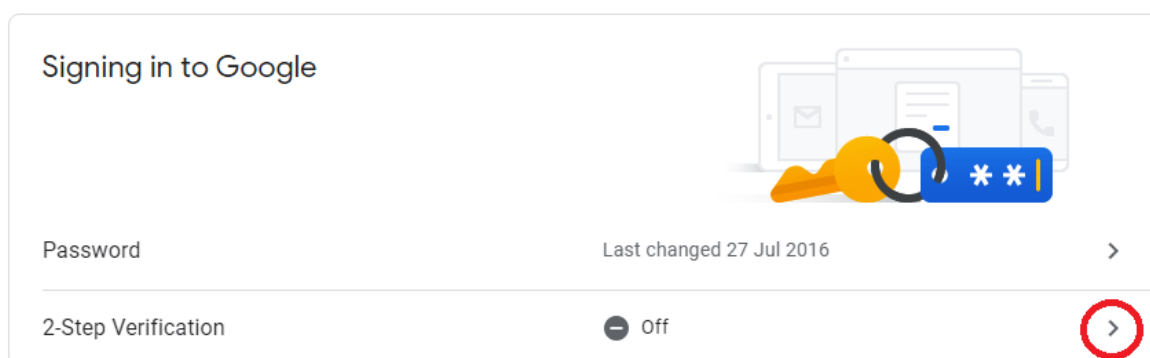 Signing in to Google
**
Password Last changed 27 Jul 2016
2-Step Verification Off